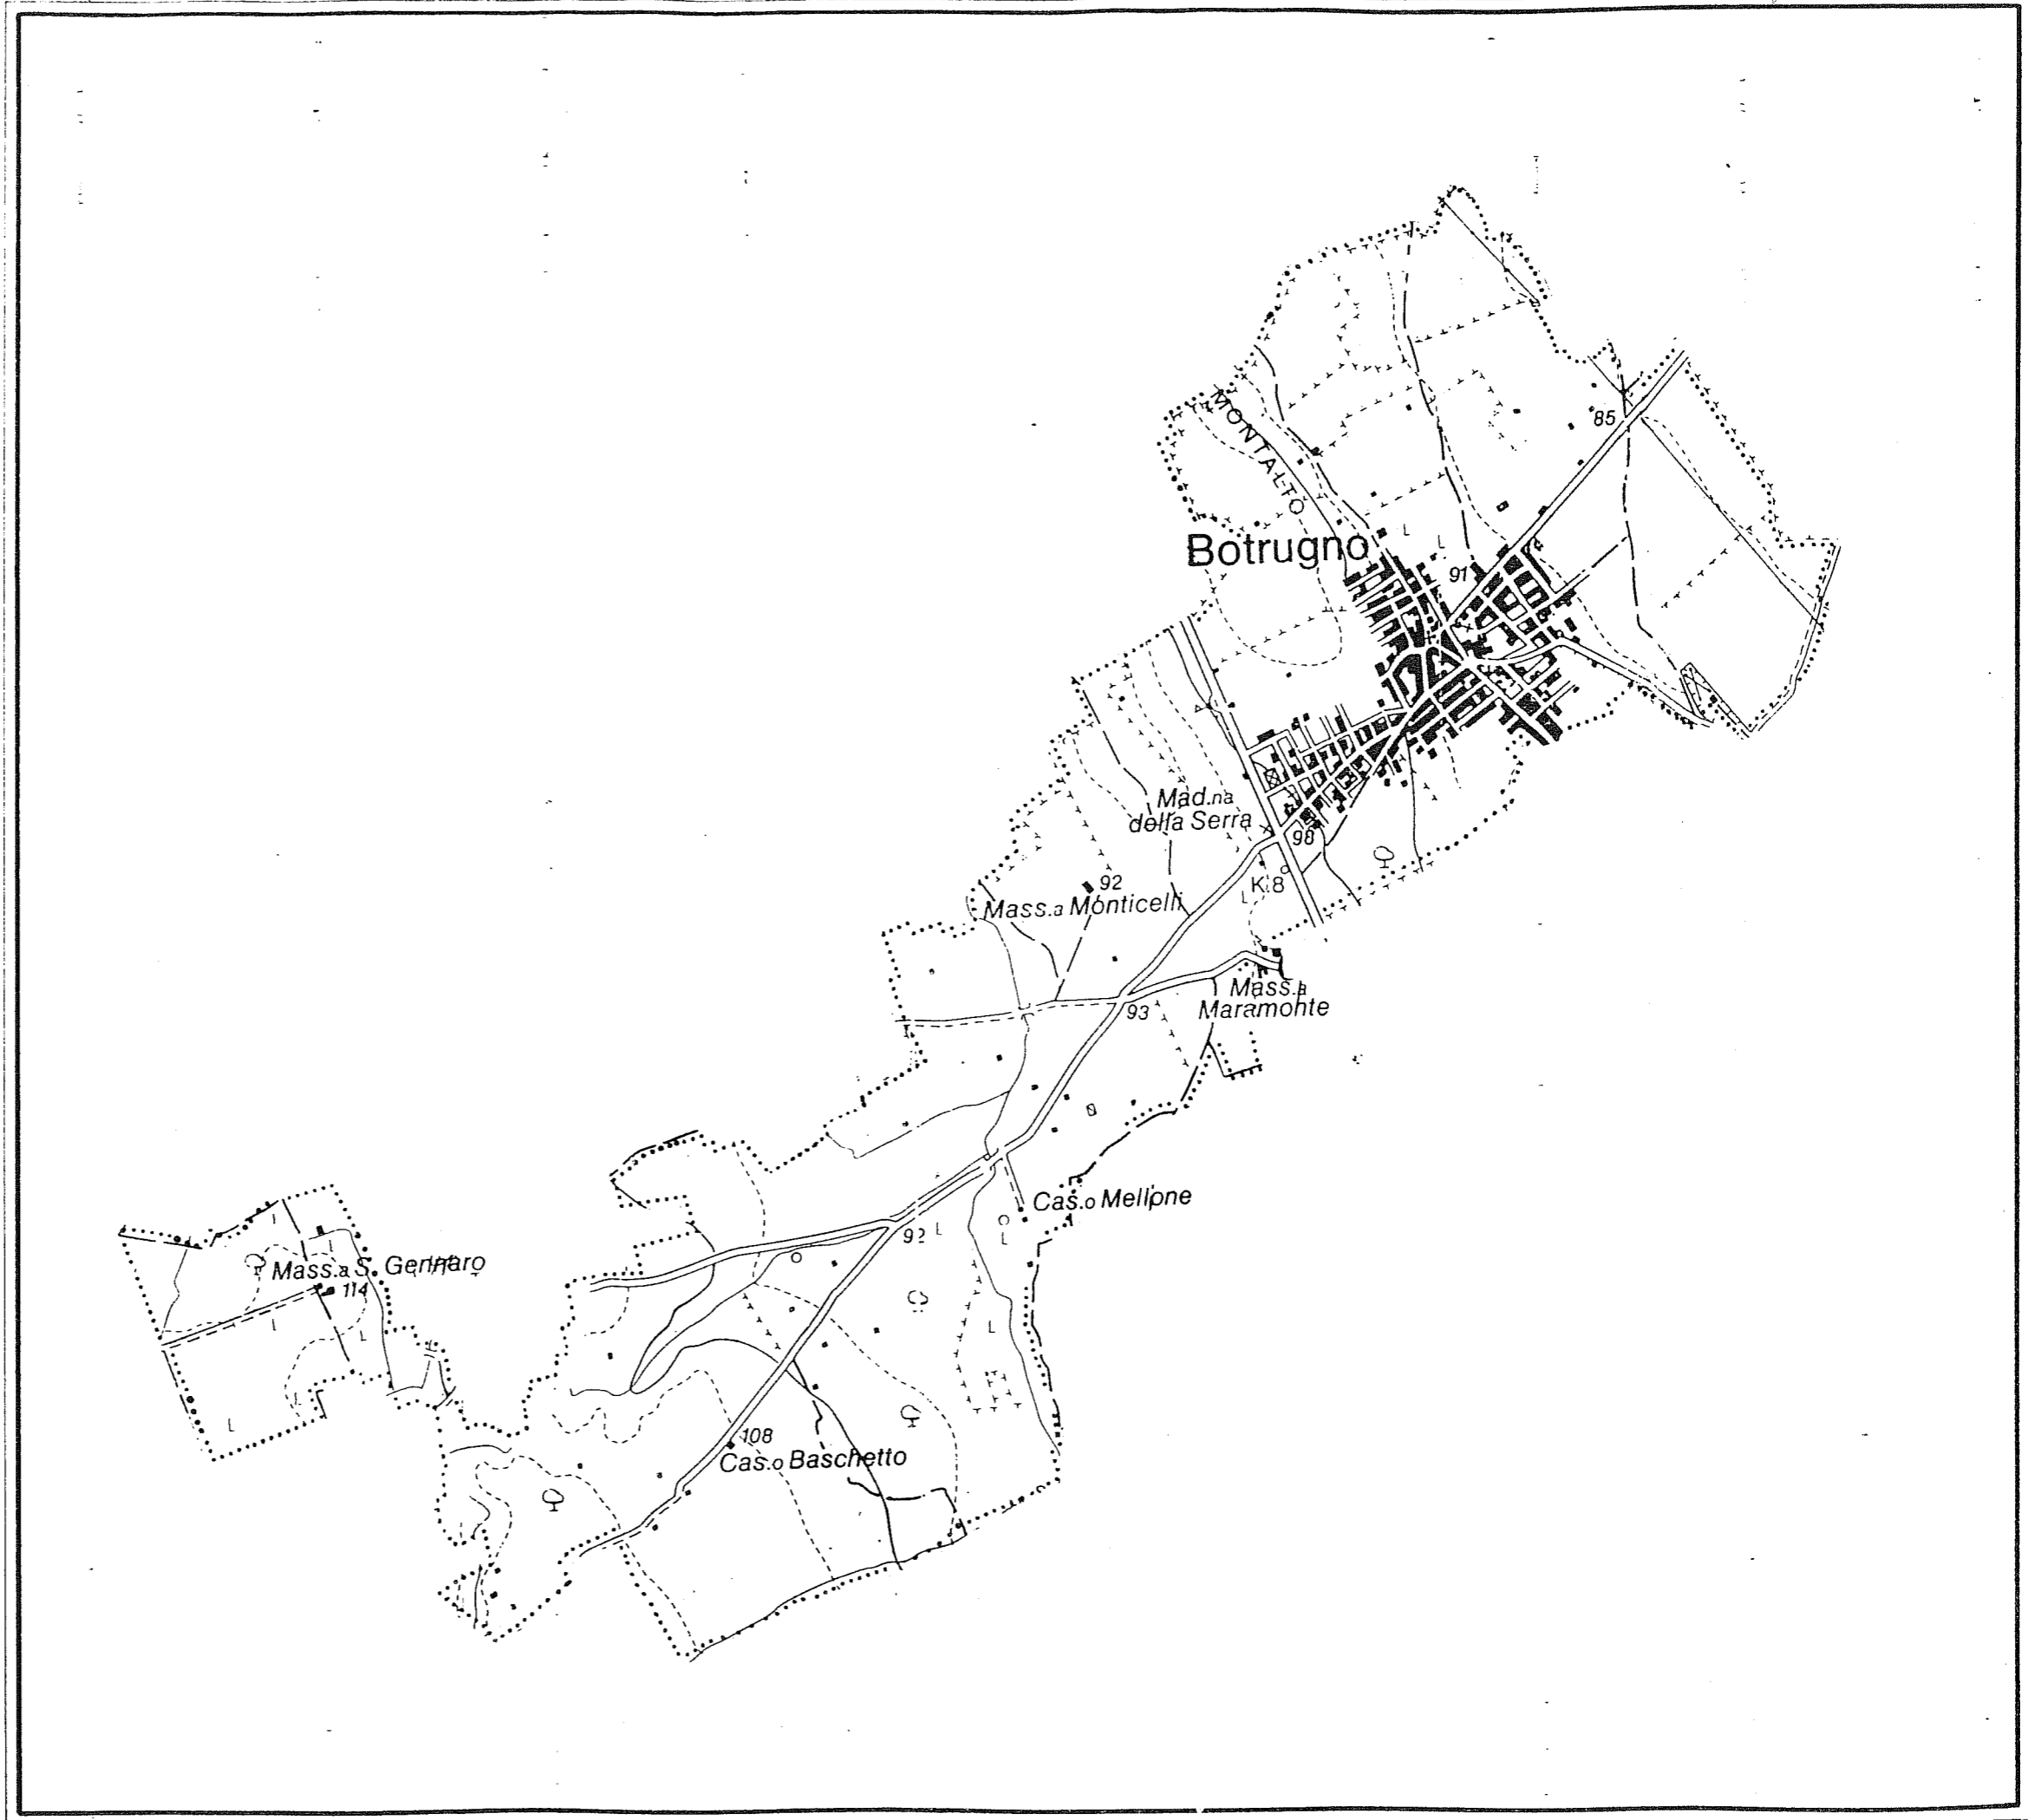 85
MONTALTO
Botrugno
91
Mad.na
della Serra
98
K.8
92
Mass.a Monticelli
Mass.a
Maramonte
93
Cas.o Mellone
92
Mass.a S. Gennaro
114
108
Cas.o Baschetto